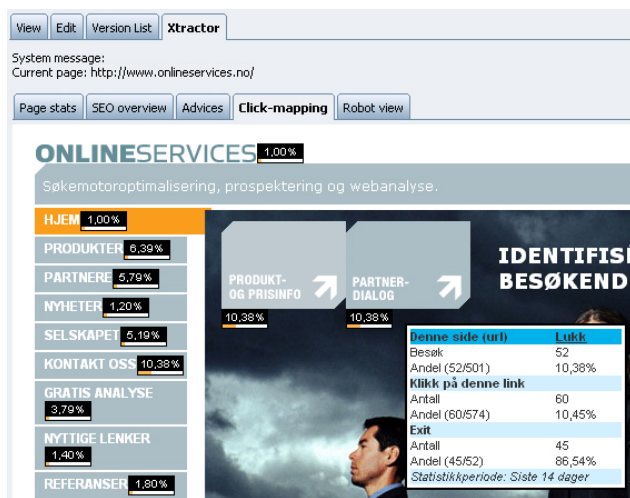 View Edit Version List Xtractor
System message:
Current page: http://www.onlineservices.no/
Page stats SEO overview Advices Click-mapping Robot view
ONLINESERVICES 1,00%
Søkemotoroptimalisering, prospektering og webanalyse.
HJEM 1,00%
PRODUKTER 6,39%
PARTNERE 5,79%
NYHETER 1,20%
SELSKAPET 5,19%
KONTAKT OSS 10,38%
GRATIS ANALYSE
3,79%
NYTTIGE LENKER
1,40%
REFERANSER 1,80%
PRODUKT-
OG PRISINFO
10,38%
PARTNER-
DIALOG
10,38%
IDENTIFIS
BESØKEND
Denne side (url) Lukk
Besøk 52
Andel (52/501) 10,38%
Klikk på denne link
Antall 60
Andel (60/574) 10,45%
Exit
Antall 45
Andel (45/52) 86,54%
Statistikkperiode: Siste 14 dager